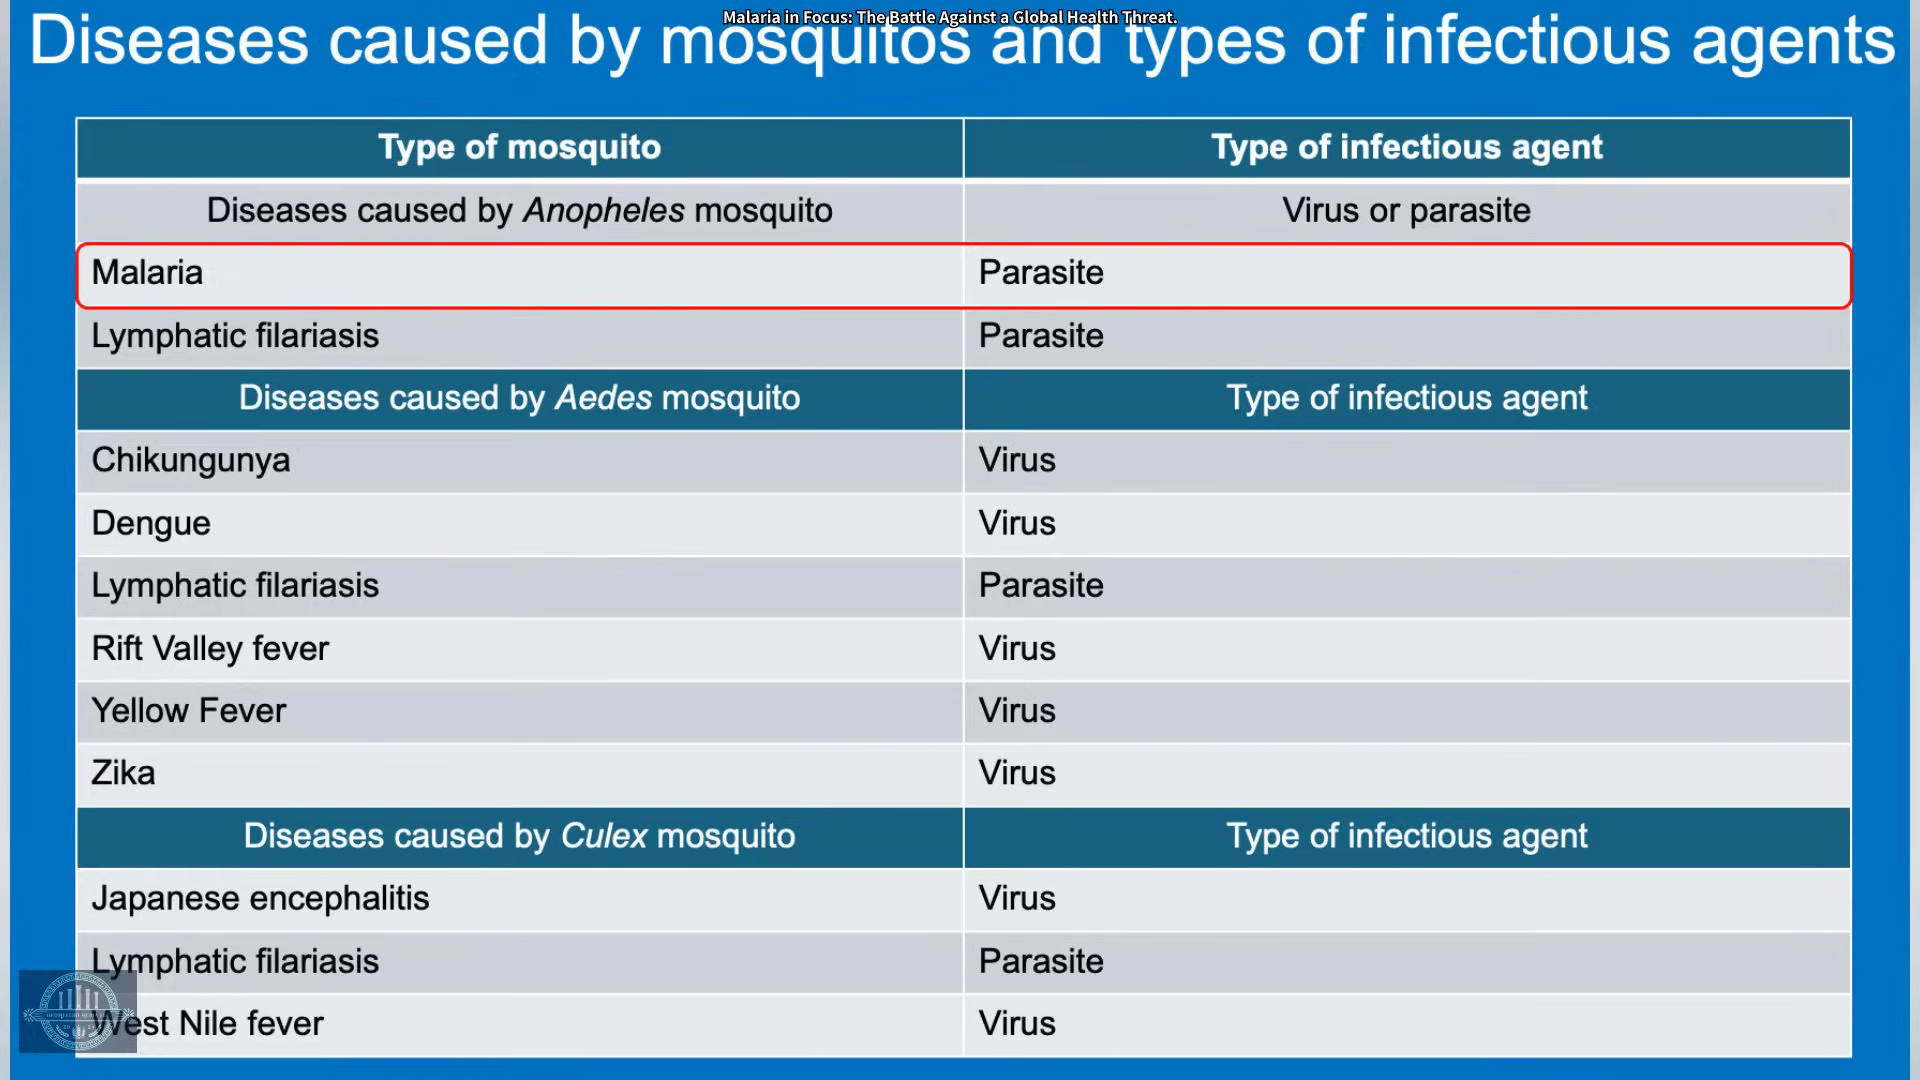 Malaria in Focus: The Battle Against a Global Health Threat.
Diseases caused by mosquitos and types of infectious agents
Type of mosquito Type of infectious agent
Diseases caused by Anopheles mosquito Virus or parasite
Malaria Parasite
Lymphatic filariasis Parasite
Diseases caused by Aedes mosquito Type of infectious agent
Chikungunya Virus
Dengue Virus
Lymphatic filariasis Parasite
Rift Valley fever Virus
Yellow Fever Virus
Zika Virus
Diseases caused by Culex mosquito Type of infectious agent
Japanese encephalitis Virus
Lymphatic filariasis Parasite
West Nile fever Virus